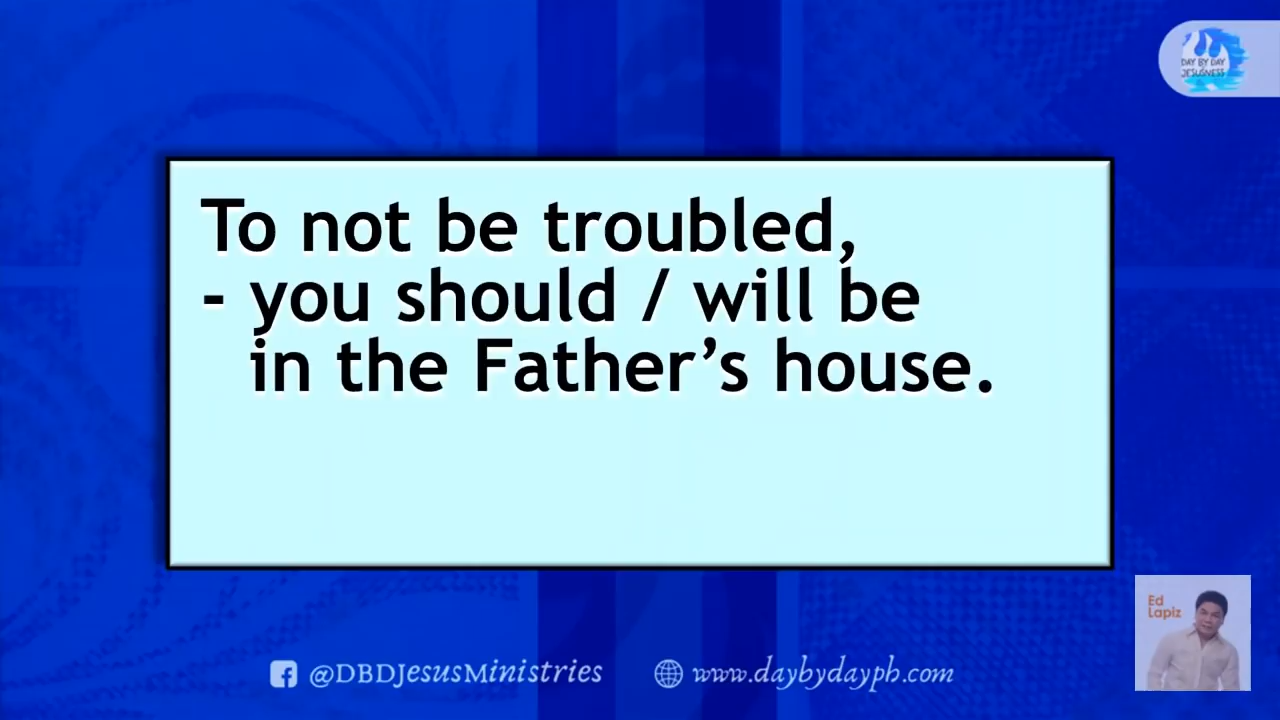 DAY BY DAY
JESUSNESS
To not be troubled,
- you should / will be
in the Father’s house.
Ed
Lapiz
@DBDJesusMinistries
www.daybydayph.com